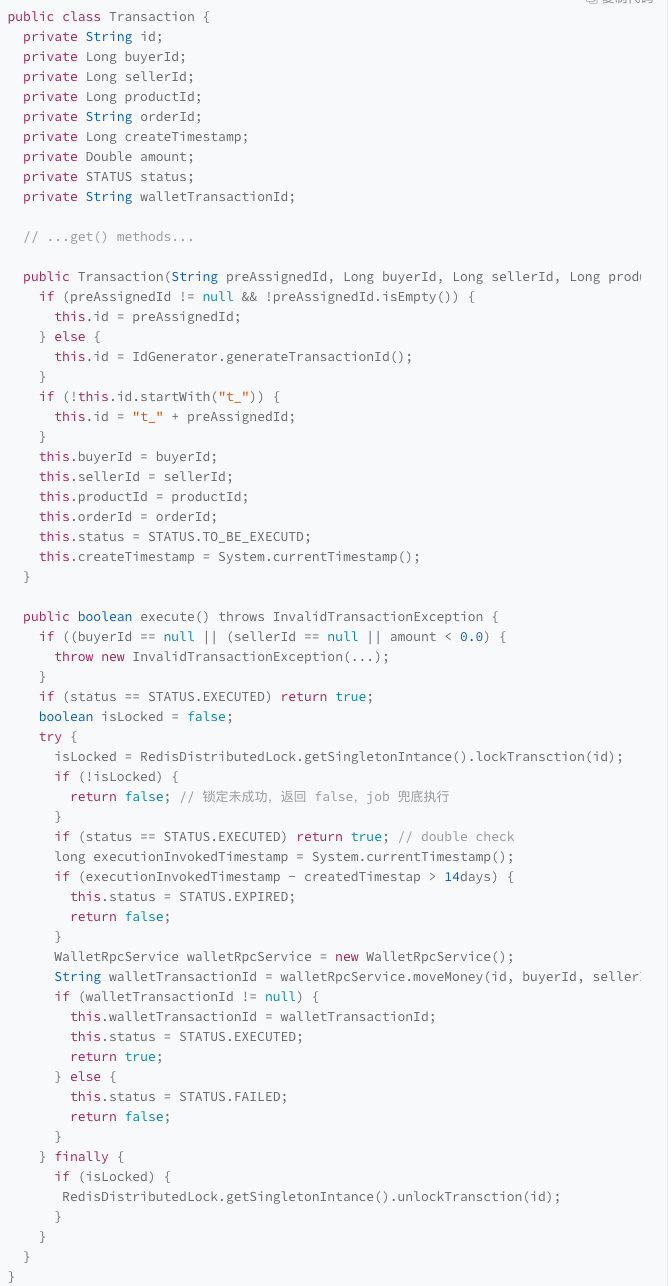 public class Transaction {
  private String id;
  private Long buyerId;
  private Long sellerId;
  private Long productId;
  private String orderId;
  private Long createTimestamp;
  private Double amount;
  private STATUS status;
  private String walletTransactionId;
  // ...get() methods...
  public Transaction(String preAssignedId, Long buyerId, Long sellerId, Long produ
    if (preAssignedId != null && !preAssignedId.isEmpty()) {
      this.id = preAssignedId;
    } else {
      this.id = IdGenerator.generateTransactionId();
    }
    if (!this.id.startWith("t_")) {
      this.id = "t_" + preAssignedId;
    }
    this.buyerId = buyerId;
    this.sellerId = sellerId;
    this.productId = productId;
    this.orderId = orderId;
    this.status = STATUS.TO_BE_EXECUTD;
    this.createTimestamp = System.currentTimestamp();
  }
  public boolean execute() throws InvalidTransactionException {
    if ((buyerId == null || (sellerId == null || amount < 0.0) {
      throw new InvalidTransactionException(...);
    }
    if (status == STATUS.EXECUTED) return true;
    boolean isLocked = false;
    try {
      isLocked = RedisDistributedLock.getSingletonIntance().lockTransction(id);
      if (!isLocked) {
        return false; // 锁定未成功，返回 false，job 兜底执行
      }
      if (status == STATUS.EXECUTED) return true; // double check
      long executionInvokedTimestamp = System.currentTimestamp();
      if (executionInvokedTimestamp - createdTimestap > 14days) {
        this.status = STATUS.EXPIRED;
        return false;
      }
      WalletRpcService walletRpcService = new WalletRpcService();
      String walletTransactionId = walletRpcService.moveMoney(id, buyerId, seller
      if (walletTransactionId != null) {
        this.walletTransactionId = walletTransactionId;
        this.status = STATUS.EXECUTED;
        return true;
      } else {
        this.status = STATUS.FAILED;
        return false;
      }
    } finally {
      if (isLocked) {
       RedisDistributedLock.getSingletonIntance().unlockTransction(id);
      }
    }
  }
}